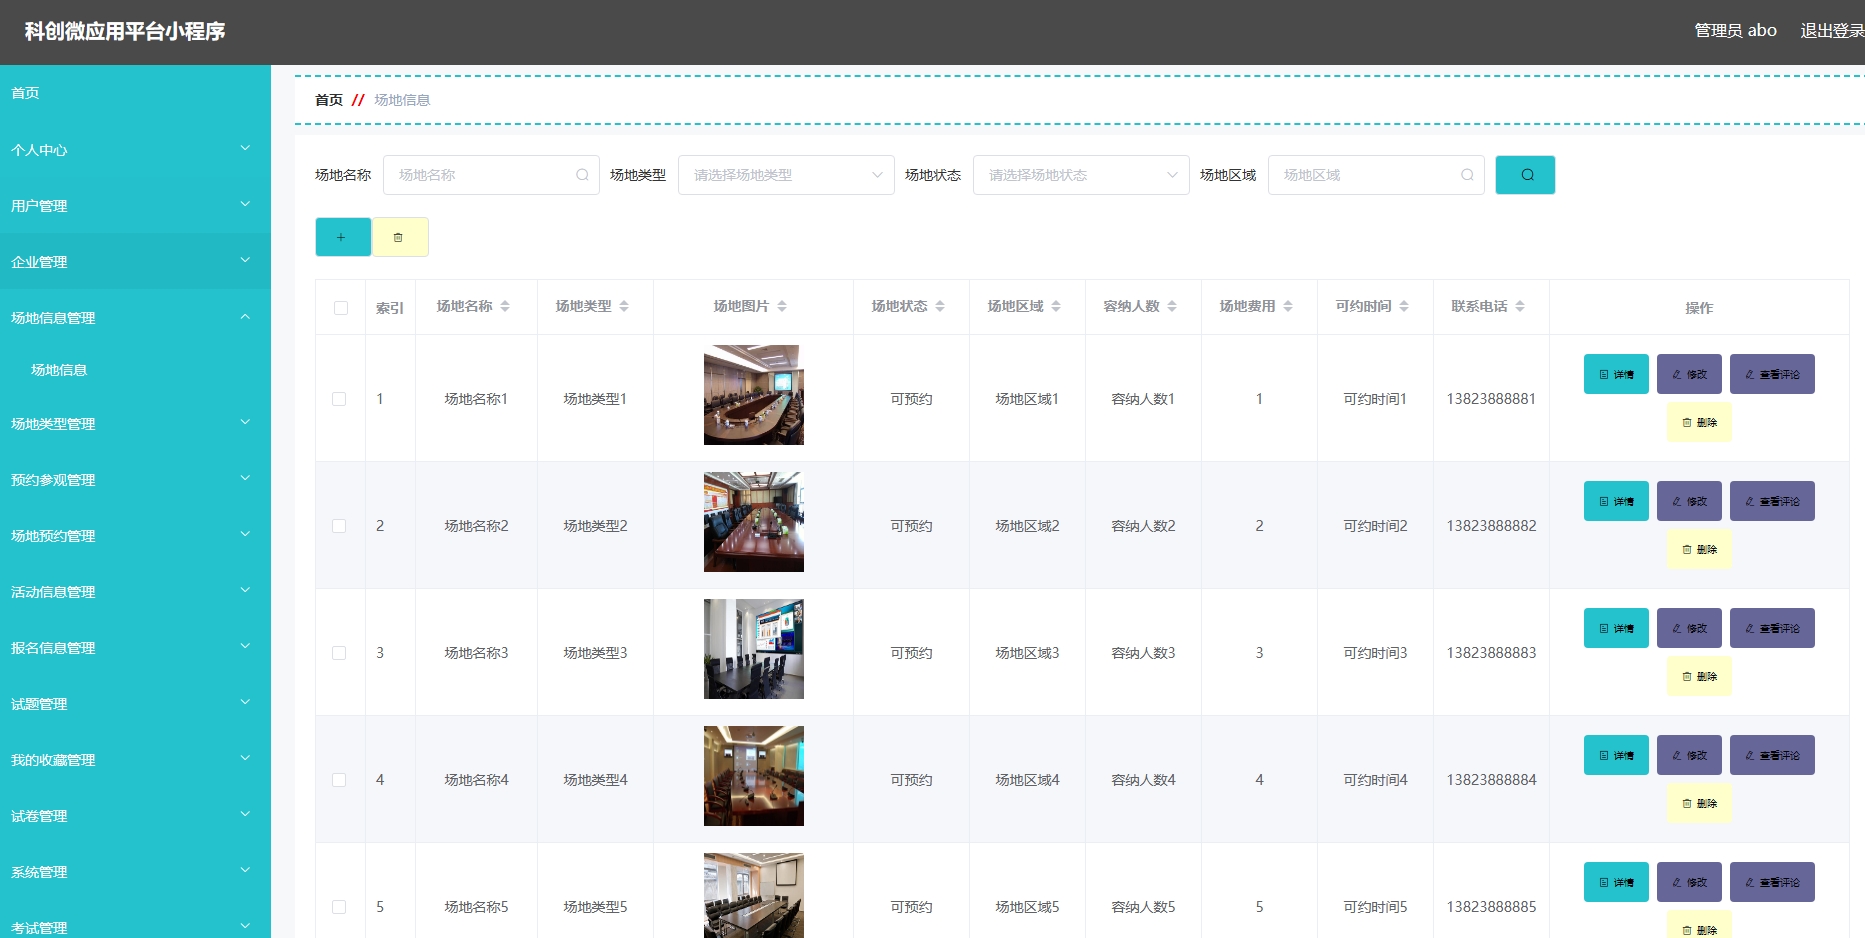 科创微应用平台小程序
管理员 abo 退出登录
首页
个人中心
用户管理
企业管理
场地信息管理
场地信息
场地类型管理
预约参观管理
场地预约管理
活动信息管理
报名信息管理
试题管理
我的收藏管理
试卷管理
系统管理
考试管理
首页 // 场地信息
场地名称 场地名称 场地类型 请选择场地类型 场地状态 请选择场地状态 场地区域 场地区域
索引 场地名称 场地类型 场地图片 场地状态 场地区域 容纳人数 场地费用 可约时间 联系电话 操作
1 场地名称1 场地类型1 可预约 场地区域1 容纳人数1 1 可约时间1 13823888881 详情 修改 查看评论
删除
2 场地名称2 场地类型2 可预约 场地区域2 容纳人数2 2 可约时间2 13823888882 详情 修改 查看评论
删除
3 场地名称3 场地类型3 可预约 场地区域3 容纳人数3 3 可约时间3 13823888883 详情 修改 查看评论
删除
4 场地名称4 场地类型4 可预约 场地区域4 容纳人数4 4 可约时间4 13823888884 详情 修改 查看评论
删除
5 场地名称5 场地类型5 可预约 场地区域5 容纳人数5 5 可约时间5 13823888885 详情 修改 查看评论
删除